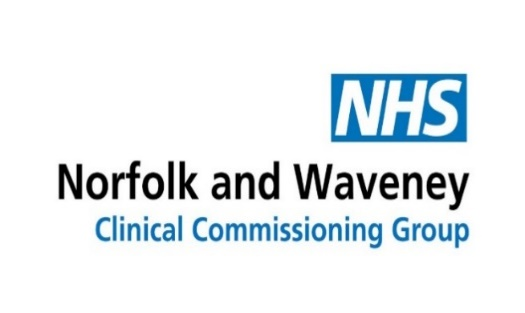 NHS
Norfolk and Waveney
Clinical Commissioning Group